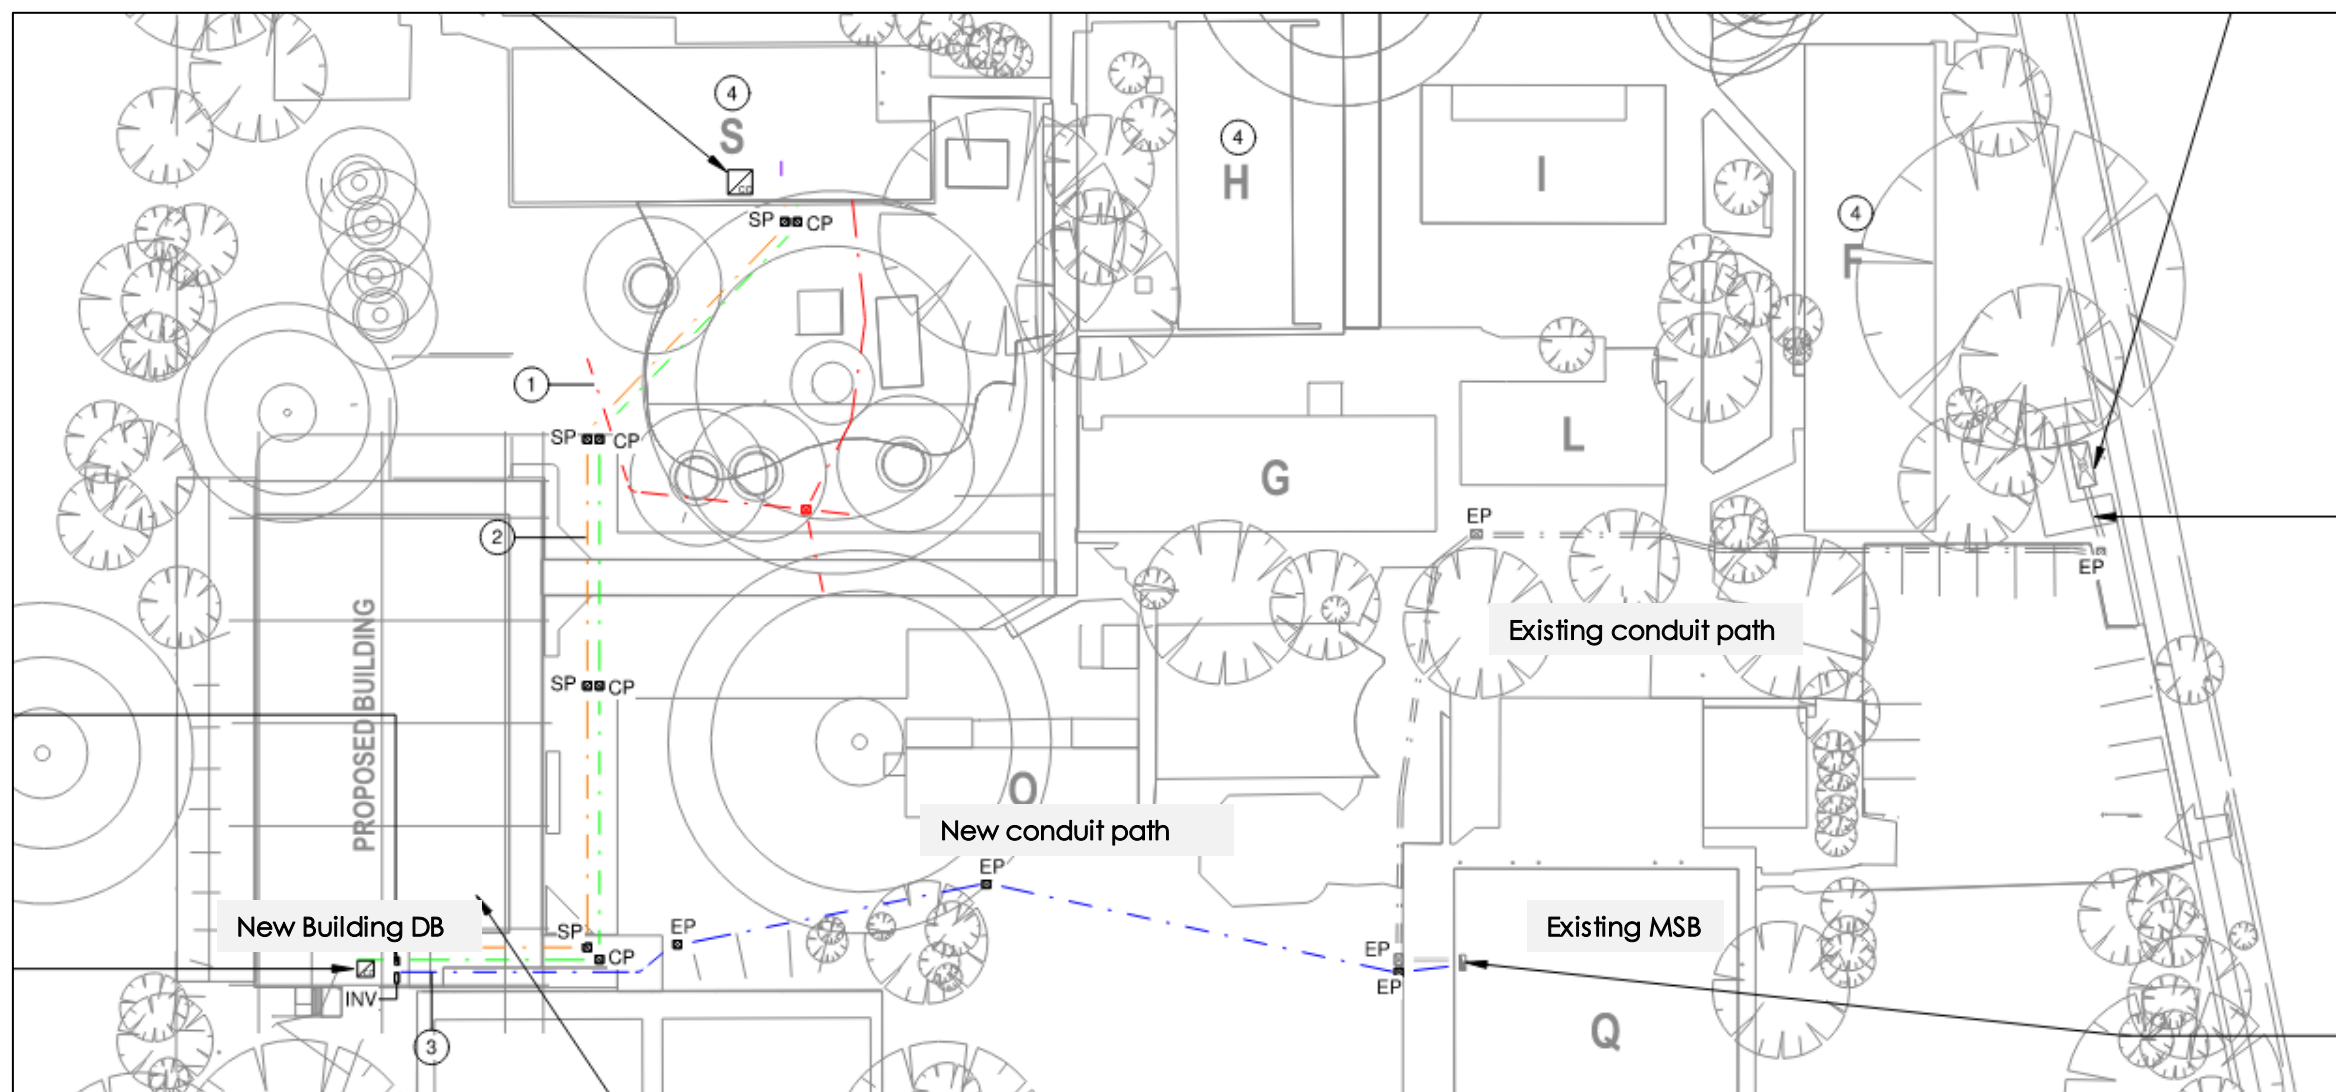 4
S
CC
SP CP
4
H
I
4
F
1
SP CP
2
G
L
EP
EP
Existing conduit path
PROPOSED BUILDING
SP CP
O
New conduit path
EP
New Building DB
SP
EP
CP
Existing MSB
EP
EP
INV
Q
3